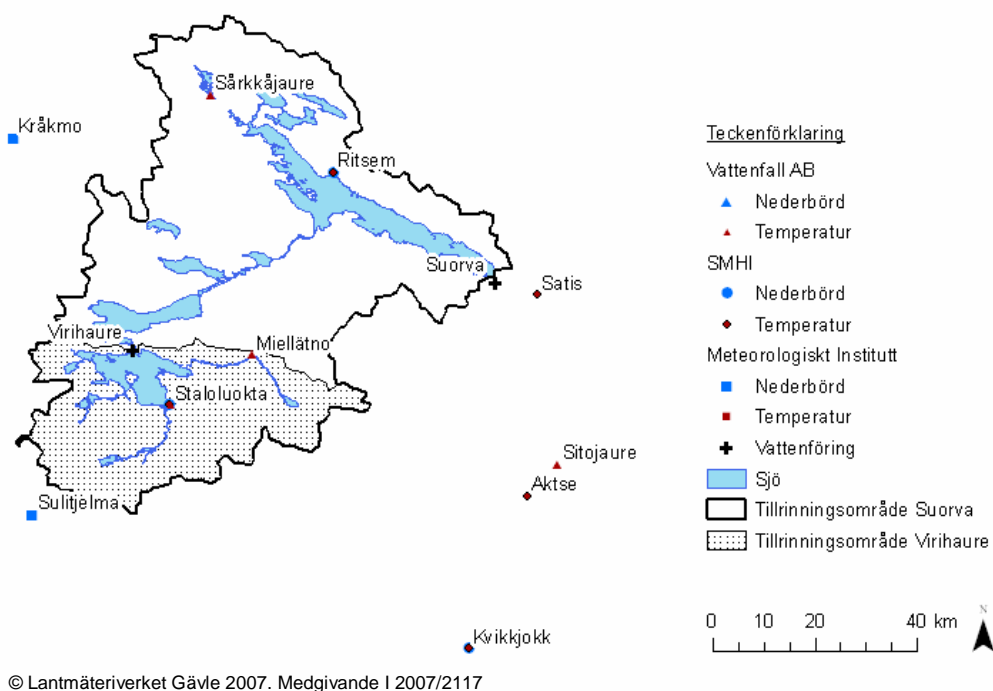 Sårkkåjaure
Kråkmo
Ritsem
Suorva
Satis
Virihaure
Miellätno
Staloluokta
Sitojaure
Aktse
Sulitjelma
Kvikkjokk
Teckenförklaring
Vattenfall AB
Nederbörd
Temperatur
SMHI
Nederbörd
Temperatur
Meteorologiskt Institutt
Nederbörd
Temperatur
Vattenföring
Sjö
Tillrinningsområde Suorva
Tillrinningsområde Virihaure
0 10 20 40 km
N
© Lantmäteriverket Gävle 2007. Medgivande I 2007/2117